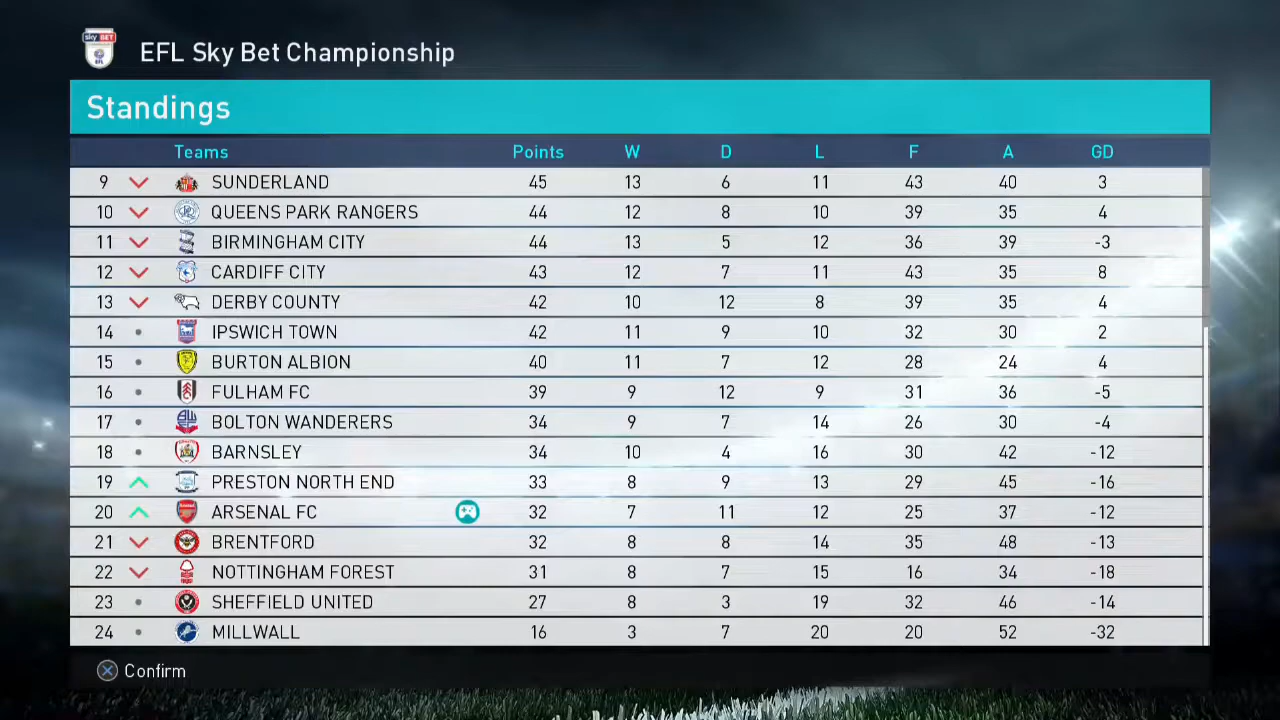 sky BET
EFL
EFL Sky Bet Championship
Standings
Teams Points W D L F A GD
9 SUNDERLAND 45 13 6 11 43 40 3
10 QUEENS PARK RANGERS 44 12 8 10 39 35 4
11 BIRMINGHAM CITY 44 13 5 12 36 39 -3
12 CARDIFF CITY 43 12 7 11 43 35 8
13 DERBY COUNTY 42 10 12 8 39 35 4
14 IPSWICH TOWN 42 11 9 10 32 30 2
15 BURTON ALBION 40 11 7 12 28 24 4
16 FULHAM FC 39 9 12 9 31 36 -5
17 BOLTON WANDERERS 34 9 7 14 26 30 -4
18 BARNSLEY 34 10 4 16 30 42 -12
19 PRESTON NORTH END 33 8 9 13 29 45 -16
20 ARSENAL FC 32 7 11 12 25 37 -12
21 BRENTFORD 32 8 8 14 35 48 -13
22 NOTTINGHAM FOREST 31 8 7 15 16 34 -18
23 SHEFFIELD UNITED 27 8 3 19 32 46 -14
24 MILLWALL 16 3 7 20 20 52 -32
Confirm